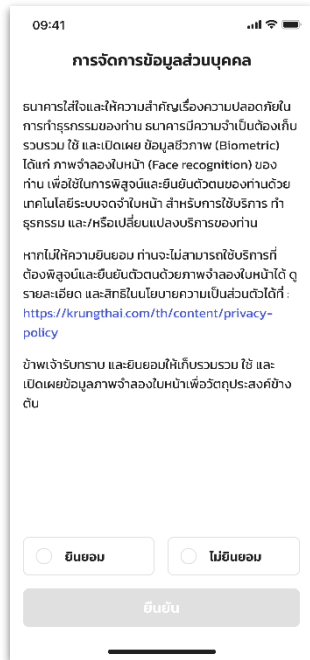 09:41
การจัดการข้อมูลส่วนบุคคล
ธนาคารใส่ใจและให้ความสำคัญเรื่องความปลอดภัยใน
การทำธุรกรรมของท่าน ธนาคารมีความจำเป็นต้องเก็บ
รวบรวม ใช้ และเปิดเผย ข้อมูลชีวภาพ (Biometric)
ได้แก่ ภาพจำลองใบหน้า (Face recognition) ของ
ท่าน เพื่อใช้ในการพิสูจน์และยืนยันตัวตนของท่านด้วย
เทคโนโลยีระบบจดจำใบหน้า สำหรับการใช้บริการ ทำ
ธุรกรรม และ/หรือเปลี่ยนแปลงบริการของท่าน
หากไม่ให้ความยินยอม ท่านจะไม่สามารถใช้บริการที่
ต้องพิสูจน์และยืนยันตัวตนด้วยภาพจำลองใบหน้าได้ ดู
รายละเอียด และสิทธิในนโยบายความเป็นส่วนตัวได้ที่ :
https://krungthai.com/th/content/privacy-
policy
ข้าพเจ้ารับทราบ และยินยอมให้เก็บรวมรวม ใช้ และ
เปิดเผยข้อมูลภาพจำลองใบหน้าเพื่อวัตถุประสงค์ข้าง
ต้น
ยินยอม ไม่ยินยอม
ยืนยัน